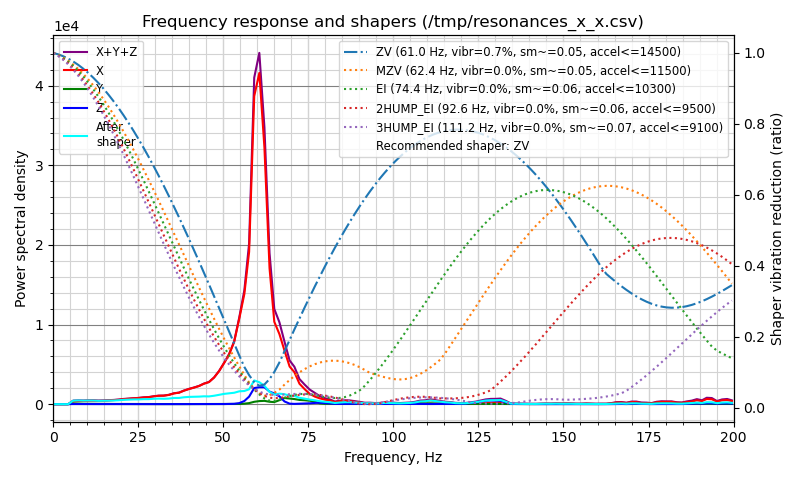 Frequency response and shapers (/tmp/resonances_x_x.csv)
1e4
X+Y+Z
X
Y
Z
After
shaper
ZV (61.0 Hz, vibr=0.7%, sm~=0.05, accel<=14500)
MZV (62.4 Hz, vibr=0.0%, sm~=0.05, accel<=11500)
EI (74.4 Hz, vibr=0.0%, sm~=0.06, accel<=10300)
2HUMP_EI (92.6 Hz, vibr=0.0%, sm~=0.06, accel<=9500)
3HUMP_EI (111.2 Hz, vibr=0.0%, sm~=0.07, accel<=9100)
Recommended shaper: ZV
Power spectral density
4
3
2
1
0
1.0
0.8
0.6
0.4
0.2
0.0
Shaper vibration reduction (ratio)
0 25 50 75 100 125 150 175 200
Frequency, Hz